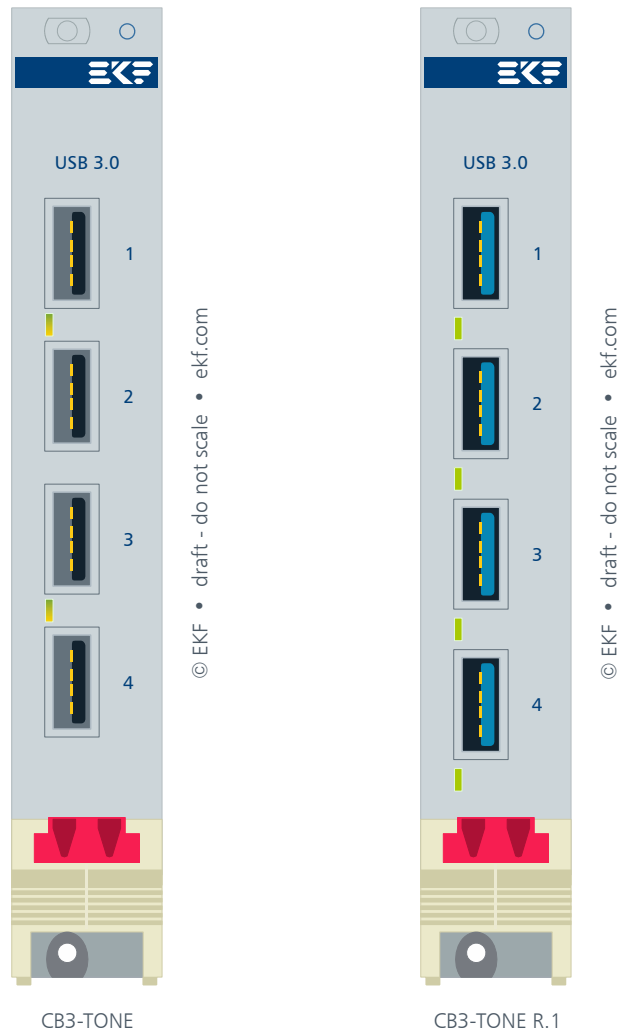 EKF
USB 3.0
1
2
3
4
© EKF • draft - do not scale • ekf.com
CB3-TONE
EKF
USB 3.0
1
2
3
4
© EKF • draft - do not scale • ekf.com
CB3-TONE R.1